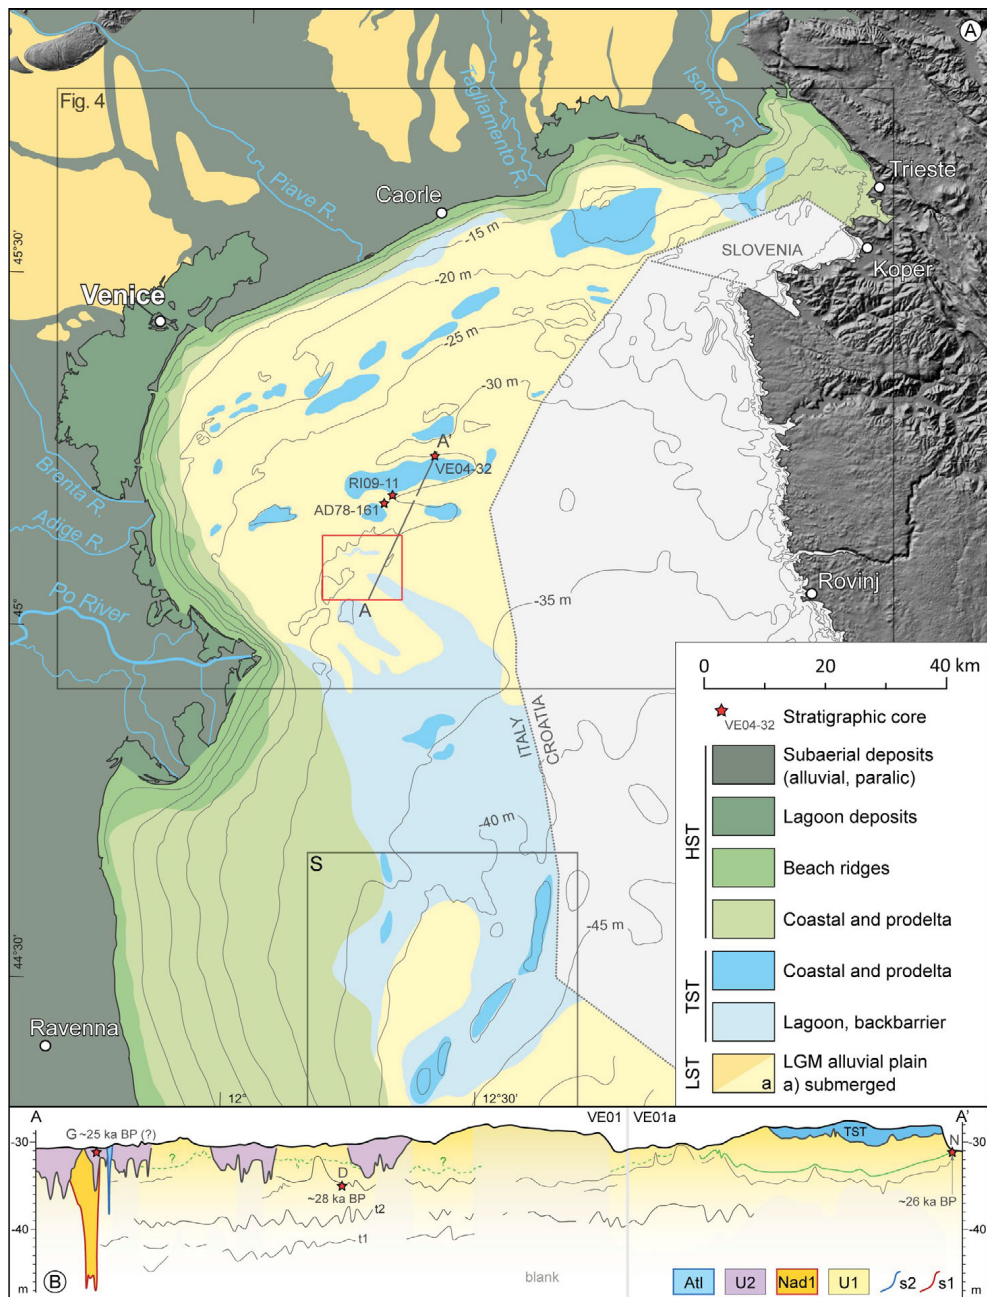 A
Fig. 4
Tagliamento R.
Isonzo R.
Piave R.
Caorle
Trieste
45°30'
-15 m
SLOVENIA
Koper
-20 m
Venice
-25 m
-30 m
A'
VE04-32
RI09-11
AD78-161
Brenta R.
Adige R.
Po River
45°
A
Rovinj
-35 m
ITALY
CROATIA
-40 m
S
-45 m
44°30'
Ravenna
12°
12°30'
0 20 40 km
VE04-32 Stratigraphic core
HST
Subaerial deposits
(alluvial, paralic)
Lagoon deposits
Beach ridges
Coastal and prodelta
TST
Coastal and prodelta
Lagoon, backbarrier
LST
LGM alluvial plain
a a) submerged
A VE01 VE01a A'
G ~25 ka BP (?)
-30
? ?
TST
N
-30
D
~28 ka BP
t2
~26 ka BP
-40
t1
-40
blank
m
B
Atl U2 Nad1 U1 s2 s1
m